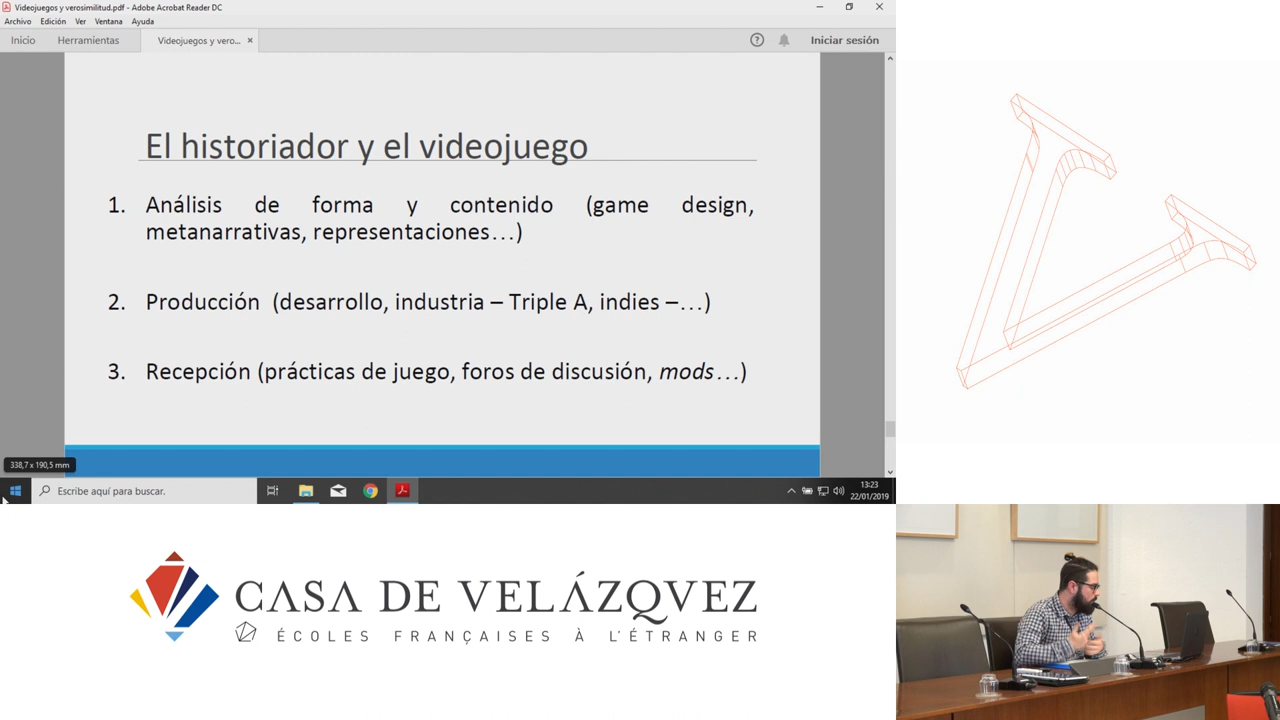 Videojuegos y verosimilitud.pdf - Adobe Acrobat Reader DC
Archivo Edición Ver Ventana Ayuda
Inicio Herramientas Videojuegos y vero... × Iniciar sesión
El historiador y el videojuego
1. Análisis de forma y contenido (game design,
metanarrativas, representaciones...)
2. Producción (desarrollo, industria – Triple A, indies –...)
3. Recepción (prácticas de juego, foros de discusión, mods...)
338,7 x 190,5 mm
Escribe aquí para buscar.
13:23
22/01/2019
CASA DE VELÁZQVEZ
ÉCOLES FRANÇAISES À L'ÉTRANGER